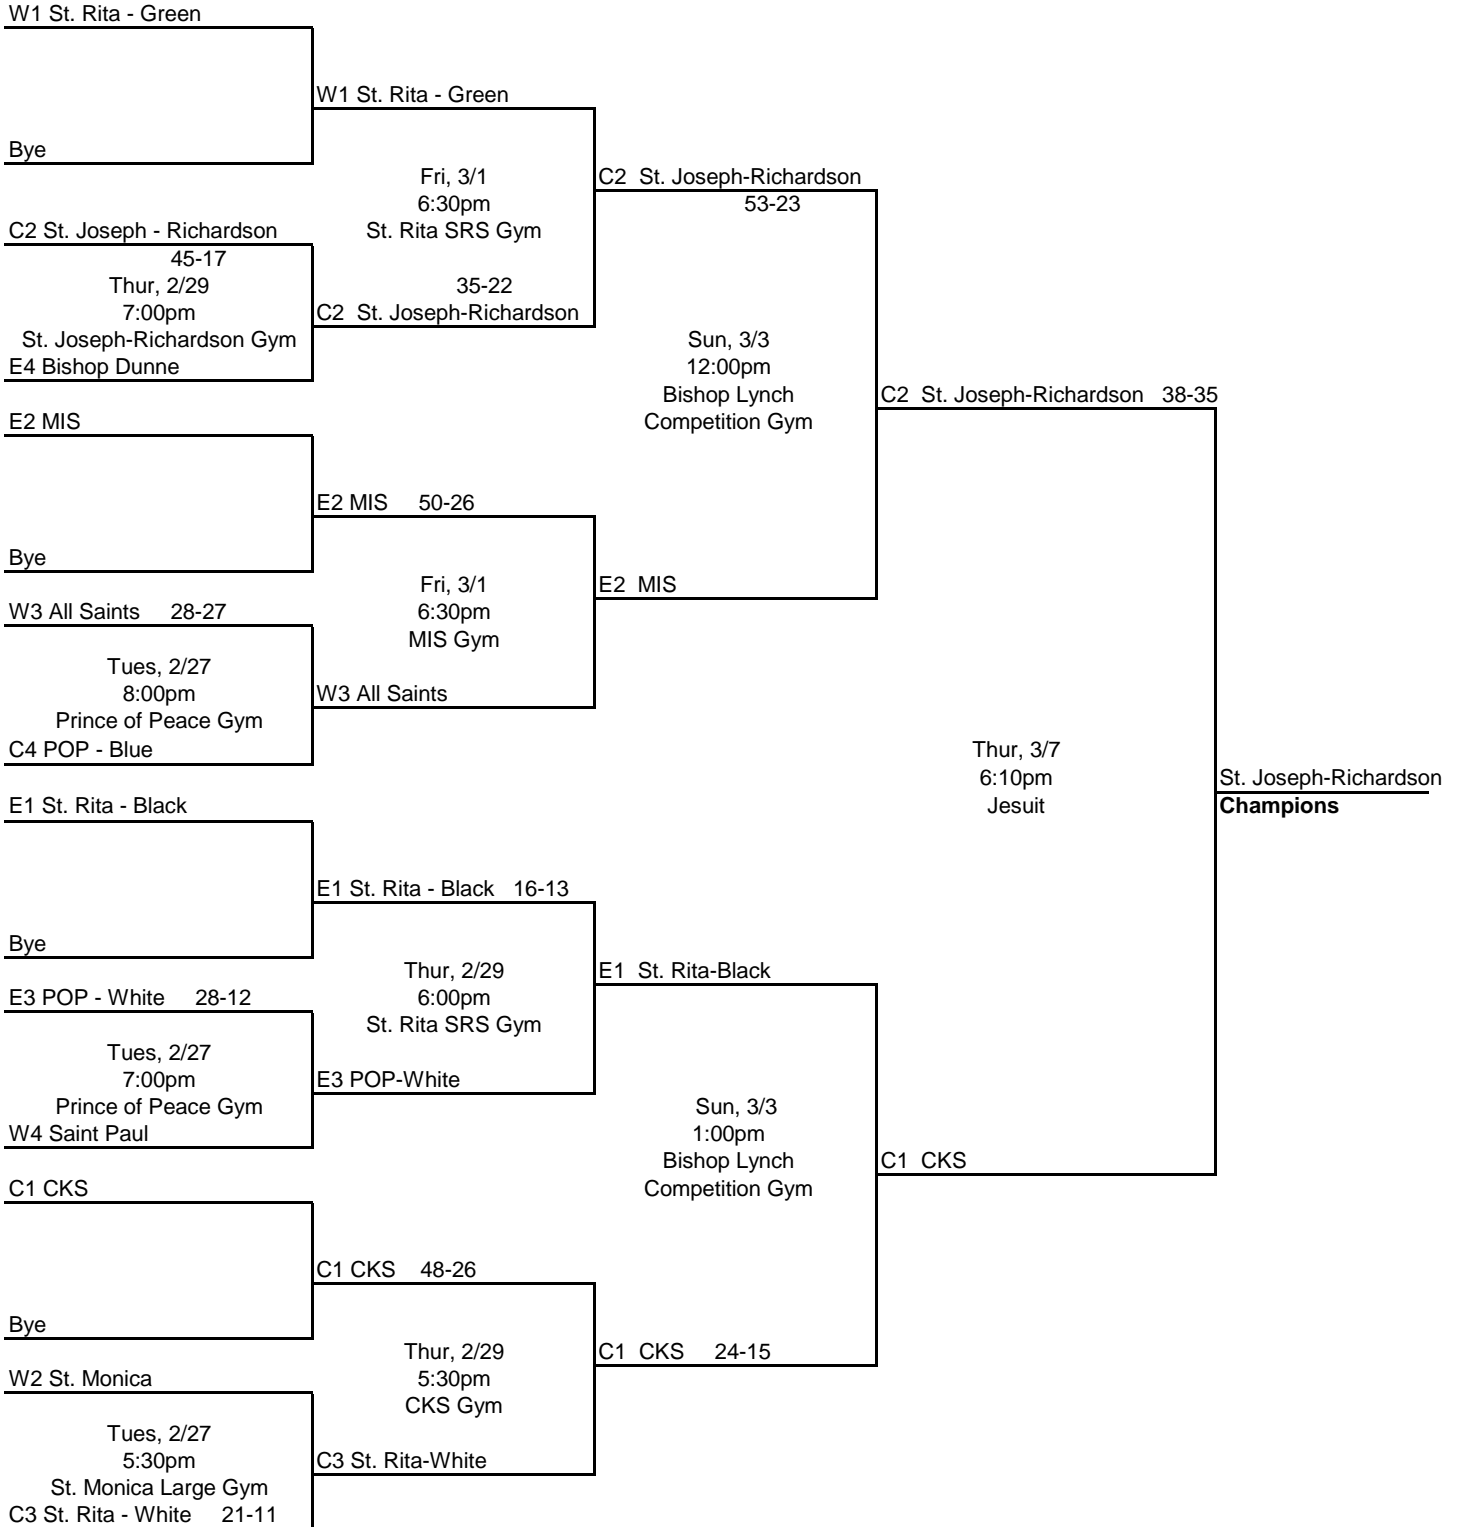 W1 St. Rita - Green
W1 St. Rita - Green
Bye
Fri, 3/1
6:30pm
St. Rita SRS Gym
C2  St. Joseph-Richardson
53-23
C2 St. Joseph - Richardson
45-17
Thur, 2/29
7:00pm
St. Joseph-Richardson Gym
E4 Bishop Dunne
35-22
C2  St. Joseph-Richardson
Sun, 3/3
12:00pm
Bishop Lynch
Competition Gym
C2  St. Joseph-Richardson   38-35
E2 MIS
E2 MIS     50-26
Bye
Fri, 3/1
6:30pm
MIS Gym
E2  MIS
W3 All Saints     28-27
Tues, 2/27
8:00pm
Prince of Peace Gym
C4 POP - Blue
W3 All Saints
Thur, 3/7
6:10pm
Jesuit
St. Joseph-Richardson
Champions
E1 St. Rita - Black
E1 St. Rita - Black   16-13
Bye
Thur, 2/29
6:00pm
St. Rita SRS Gym
E1  St. Rita-Black
E3 POP - White     28-12
Tues, 2/27
7:00pm
Prince of Peace Gym
W4 Saint Paul
E3 POP-White
Sun, 3/3
1:00pm
Bishop Lynch
Competition Gym
C1  CKS
C1 CKS
C1 CKS    48-26
Bye
Thur, 2/29
5:30pm
CKS Gym
C1  CKS     24-15
W2 St. Monica
Tues, 2/27
5:30pm
St. Monica Large Gym
C3 St. Rita - White     21-11
C3 St. Rita-White